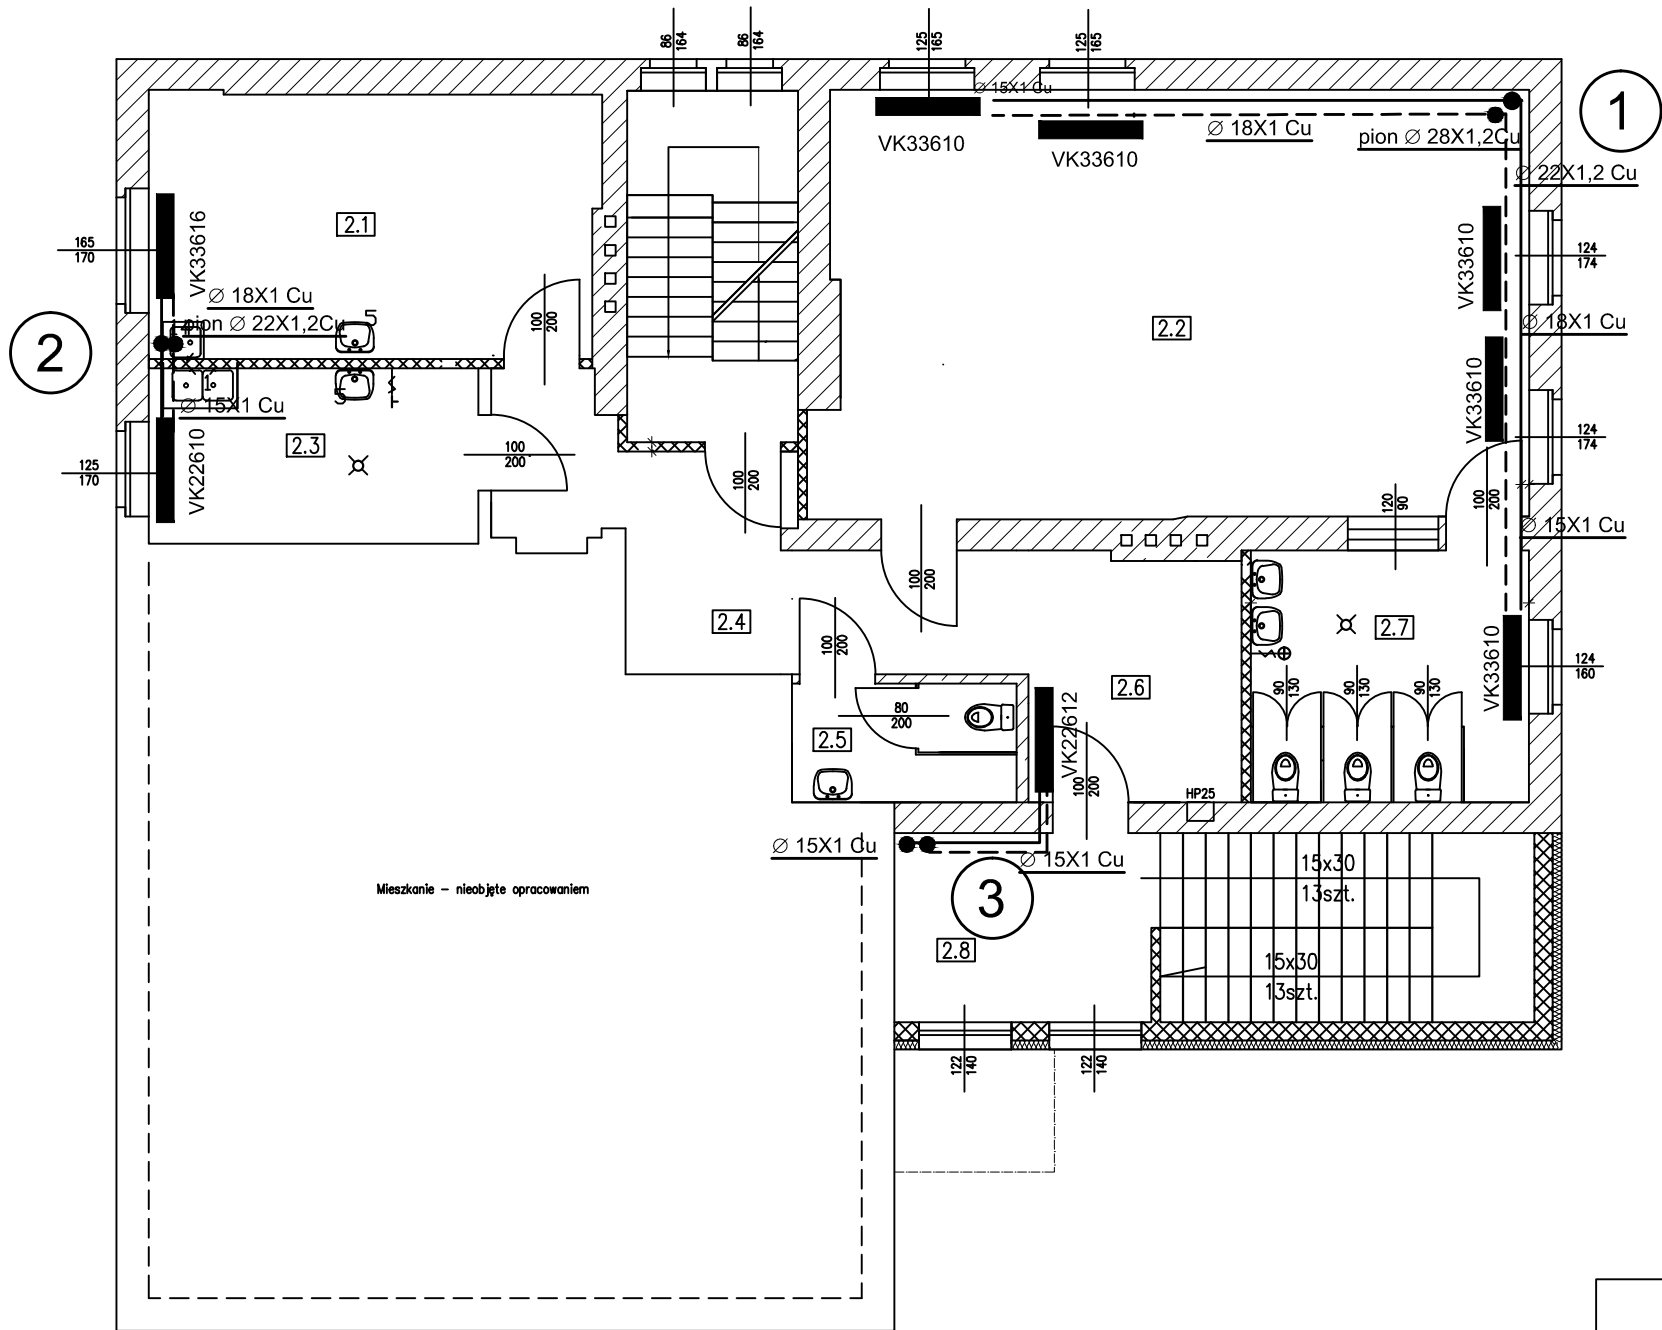 86
164
86
164
125
165
125
165
Ø 15X1 Cu
1
VK33610
VK33610
Ø 18X1 Cu
pion Ø 28X1,2Cu
Ø 22X1,2 Cu
VK33616
2.1
165
170
VK33610
124
174
Ø 18X1 Cu
pion Ø 22X1,2Cu
5
2
100
200
2.2
Ø 18X1 Cu
1
5
Ø 15X1 Cu
VK33610
2.3
125
170
VK22610
100
200
100
200
124
174
120
90
100
200
Ø 15X1 Cu
100
200
2.4
100
200
2.7
VK33610
124
160
2.6
90
130
90
130
90
130
80
200
2.5
VK22612
100
200
HP25
Ø 15X1 Cu
Ø 15X1 Cu
15x30
13szt.
Mieszkanie – nieobjęte opracowaniem
3
2.8
15x30
13szt.
122
140
122
140